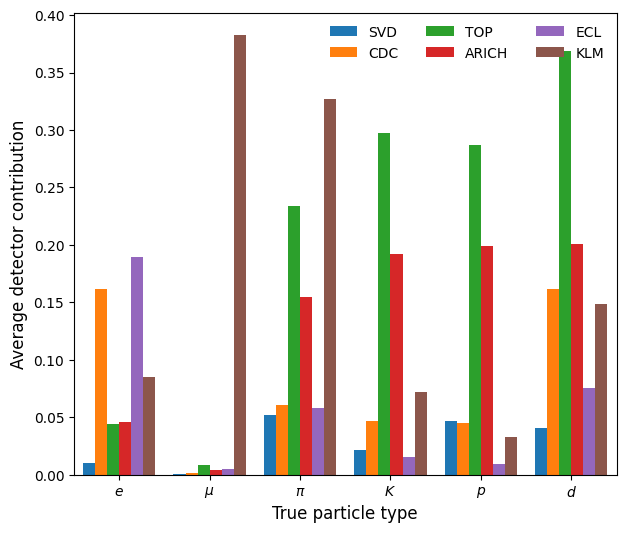 SVD
CDC
TOP
ARICH
ECL
KLM
Average detector contribution
0.40
0.35
0.30
0.25
0.20
0.15
0.10
0.05
0.00
e μ π K p d
True particle type